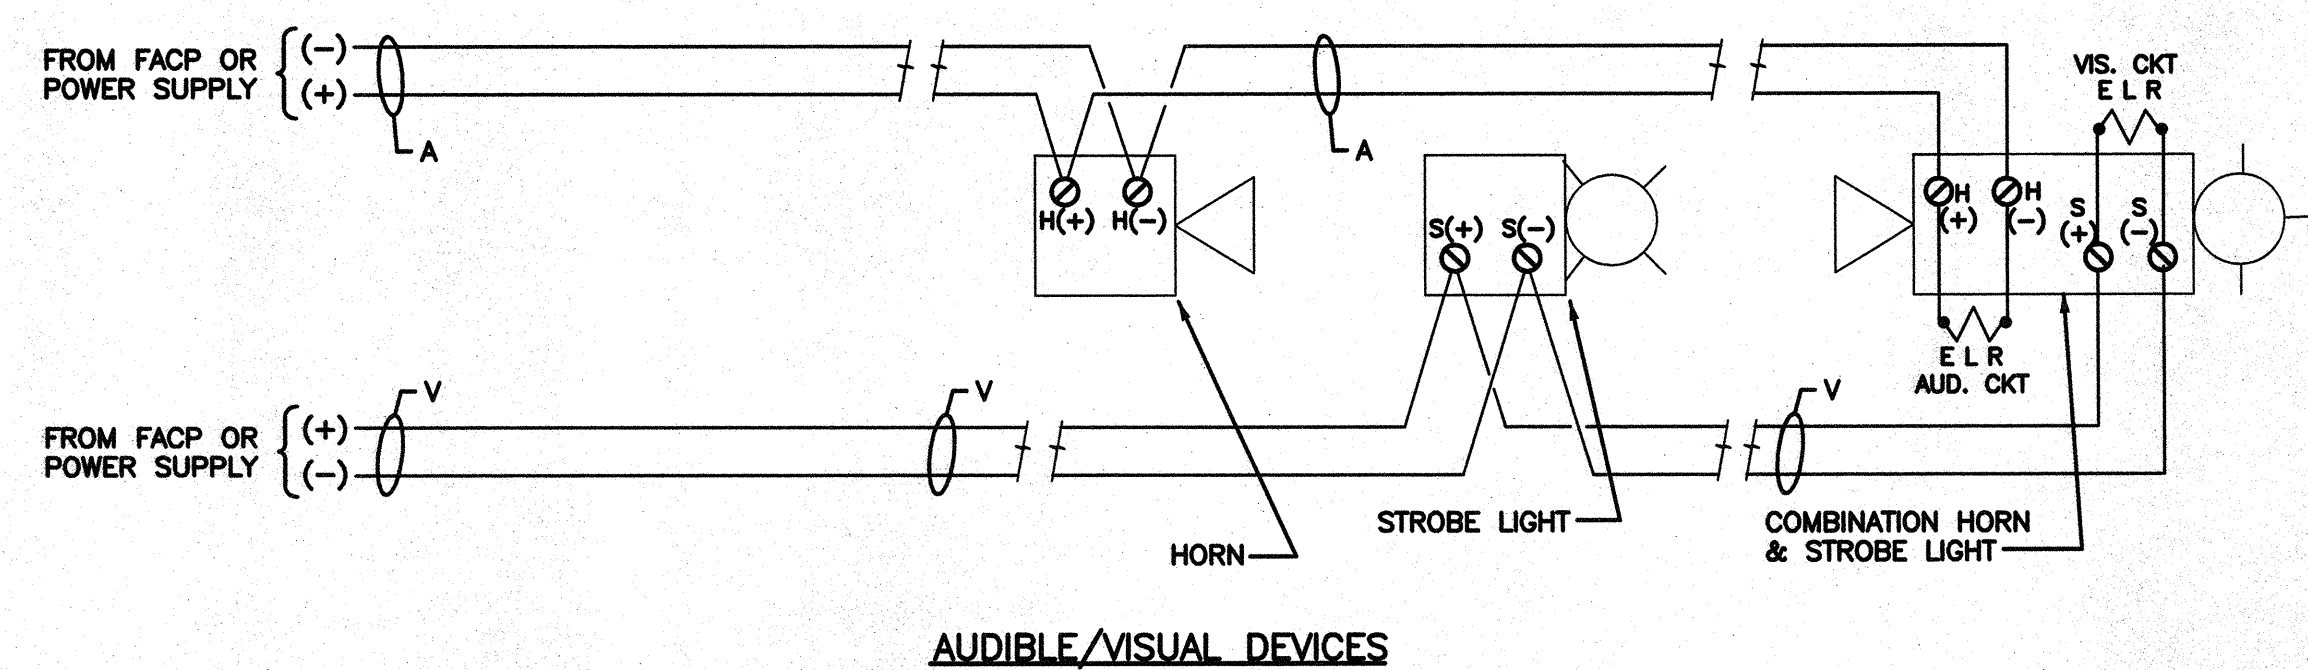 FROM FACP OR
POWER SUPPLY
(-)
(+)
A
A
VIS. CKT
E L R
H(+)
H(-)
S(+)
S(-)
H
(+)
H
(-)
S
(+)
S
(-)
E L R
AUD. CKT
V
V
V
FROM FACP OR
POWER SUPPLY
(+)
(-)
HORN
STROBE LIGHT
COMBINATION HORN
& STROBE LIGHT
AUDIBLE/VISUAL DEVICES